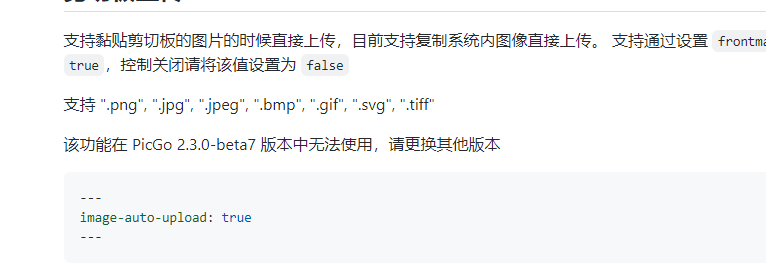 支持黏贴剪切板的图片的时候直接上传，目前支持复制系统内图像直接上传。 支持通过设置
true ，控制关闭请将该值设置为 false
支持 ".png", ".jpg", ".jpeg", ".bmp", ".gif", ".svg", ".tiff"
该功能在 PicGo 2.3.0-beta7 版本中无法使用，请更换其他版本
---
image-auto-upload: true
---